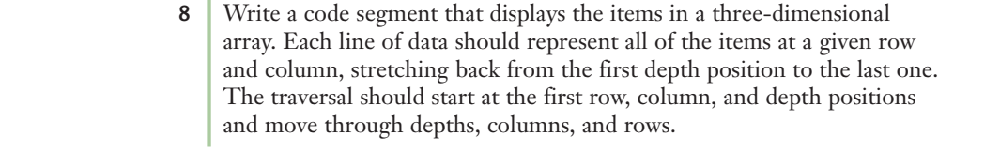 8 Write a code segment that displays the items in a three-dimensional
array. Each line of data should represent all of the items at a given row
and column, stretching back from the first depth position to the last one.
The traversal should start at the first row, column, and depth positions
and move through depths, columns, and rows.